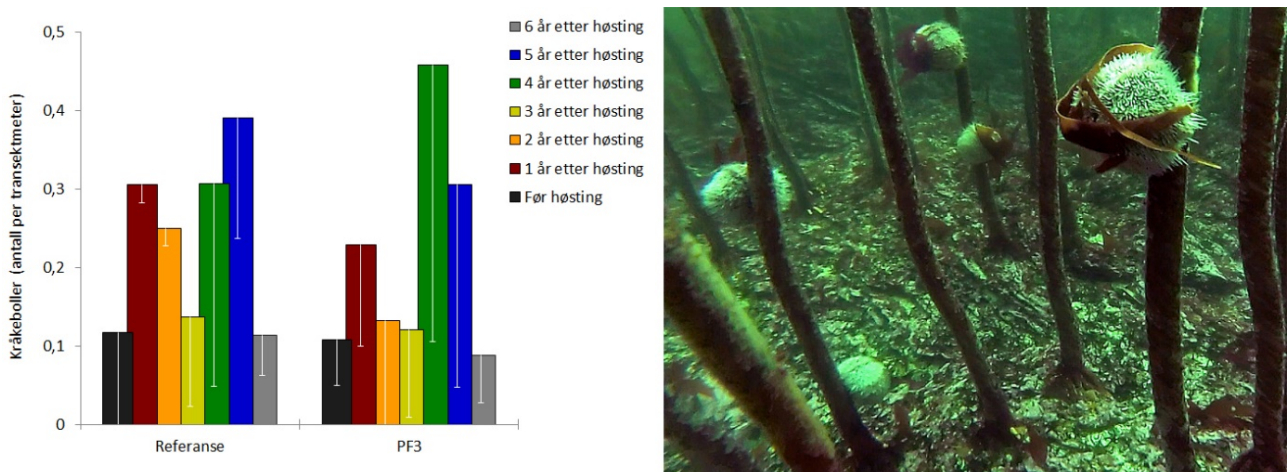 Kråkeboller (antall per transektmeter)
0,5
0,4
0,3
0,2
0,1
0
Referanse
PF3
6 år etter høsting
5 år etter høsting
4 år etter høsting
3 år etter høsting
2 år etter høsting
1 år etter høsting
Før høsting